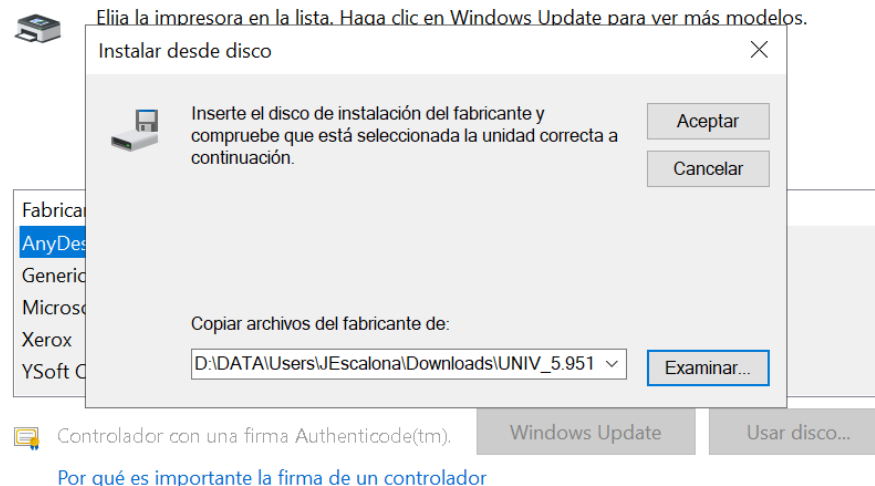 Elija la impresora en la lista. Haga clic en Windows Update para ver más modelos.
Instalar desde disco
Inserte el disco de instalación del fabricante y
compruebe que está seleccionada la unidad correcta a
continuación.
Aceptar
Cancelar
Fabrica
AnyDes
Generic
Microso
Xerox
YSoft C
Copiar archivos del fabricante de:
D:\DATA\Users\JEscalona\Downloads\UNIV_5.951
Examinar...
Controlador con una firma Authenticode(tm).
Windows Update
Usar disco...
Por qué es importante la firma de un controlador